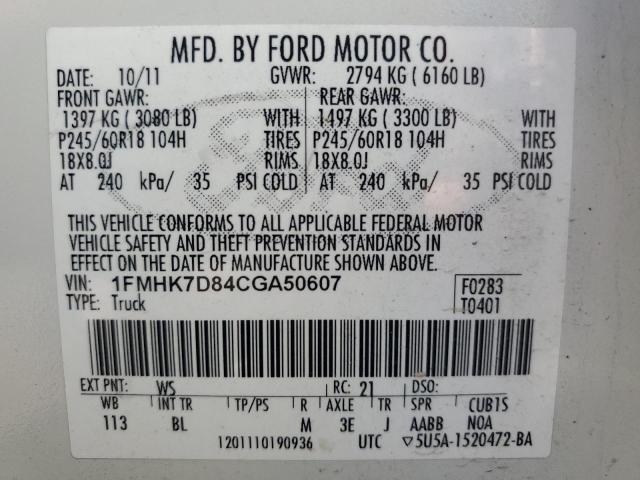 MFD. BY FORD MOTOR CO.
DATE: 10/11 GVWR: 2794 KG ( 6160 LB)
FRONT GAWR: REAR GAWR:
1397 KG ( 3080 LB) 1497 KG ( 3300 LB) WITH
P245/60R18 104H TIRES P245/60R18 104H TIRES
18X8.0J RIMS 18X8.0J RIMS
AT 240 kPa/ 35 PSI COLD AT 240 kPa/ 35 PSI COLD
THIS VEHICLE CONFORMS TO ALL APPLICABLE FEDERAL MOTOR
VEHICLE SAFETY AND THEFT PREVENTION STANDARDS IN
EFFECT ON THE DATE OF MANUFACTURE SHOWN ABOVE.
VIN: 1FMHK7D84CGA50607 F0283
TYPE: Truck T0401
EXT PNT: WS RC: 21 DSO:
WB INT TR TP/PS R AXLE TR SPR CUB1S
113 BL M 3E J AABB NOA
1201110190936 UTC ▽5U5A-1520472-BA